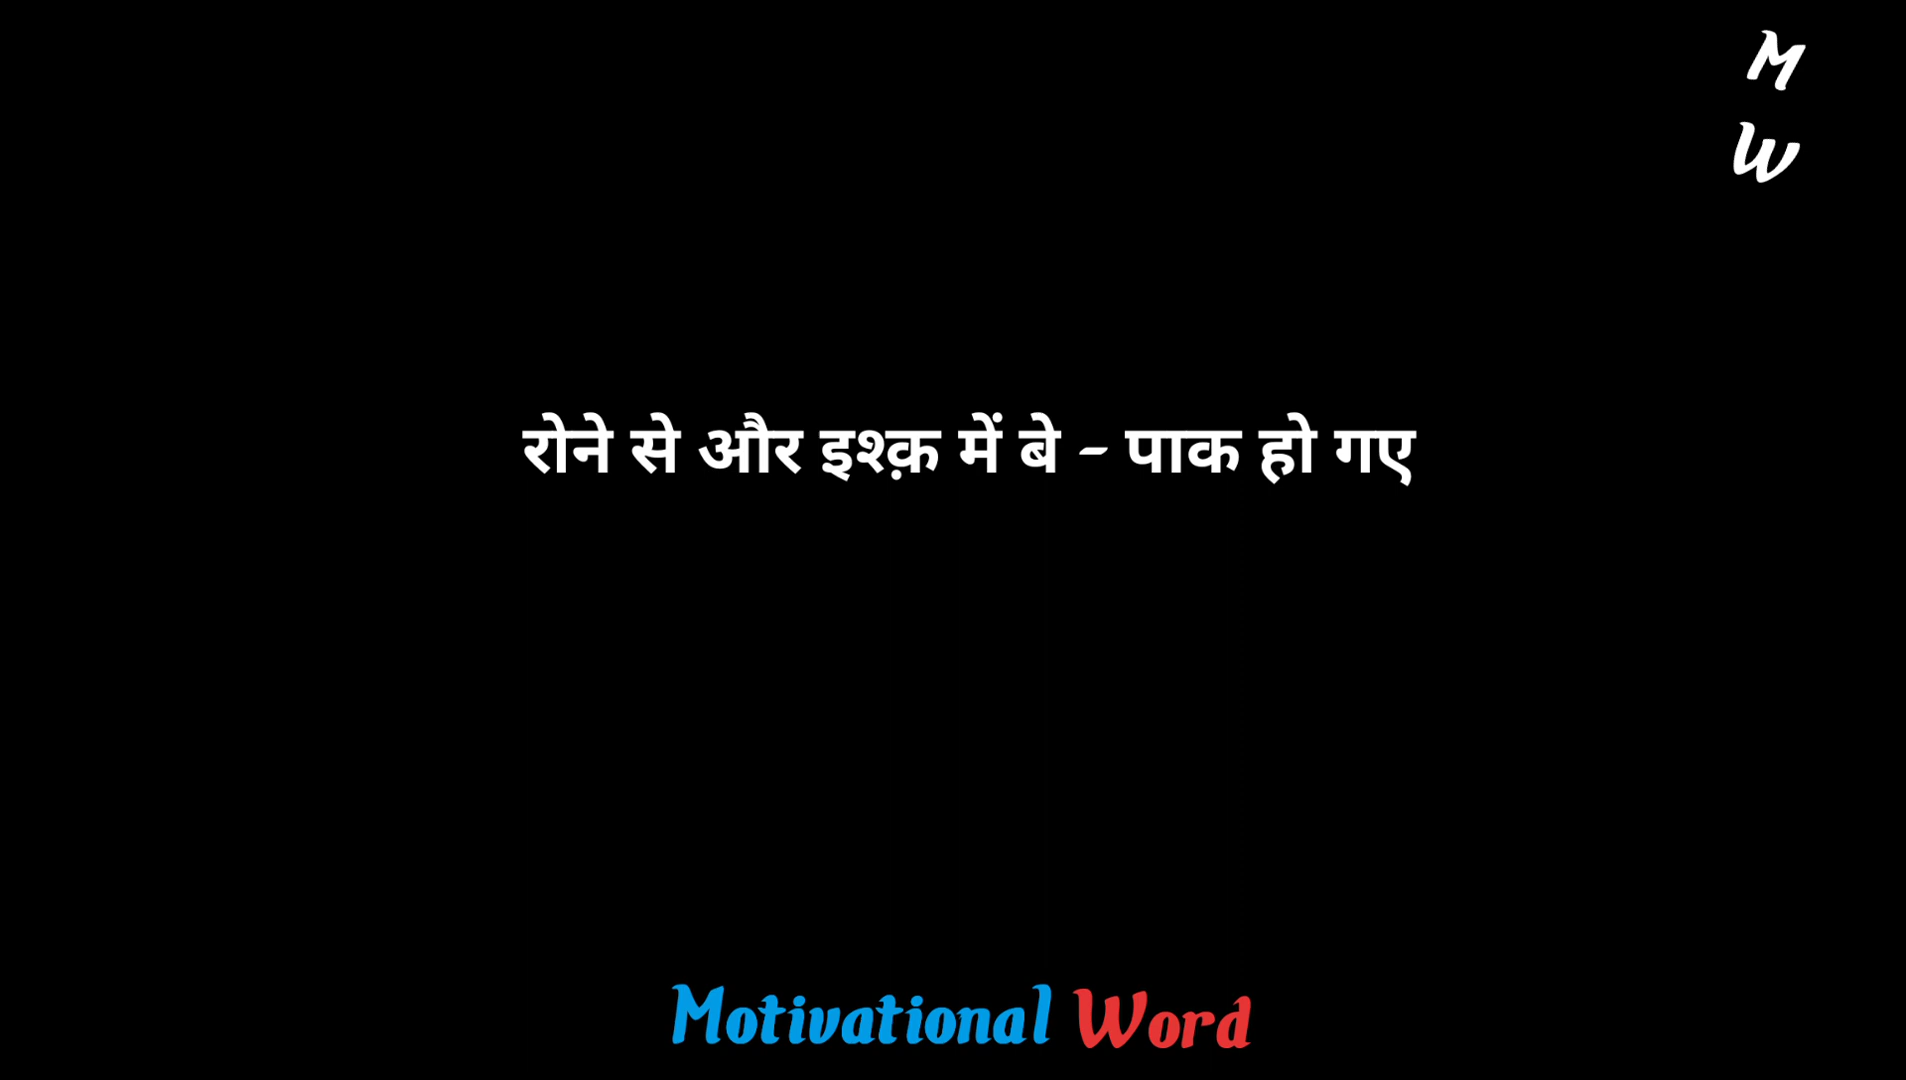 M
W
रोने से और इश्क़ में बे - पाक हो गए
Motivational Word